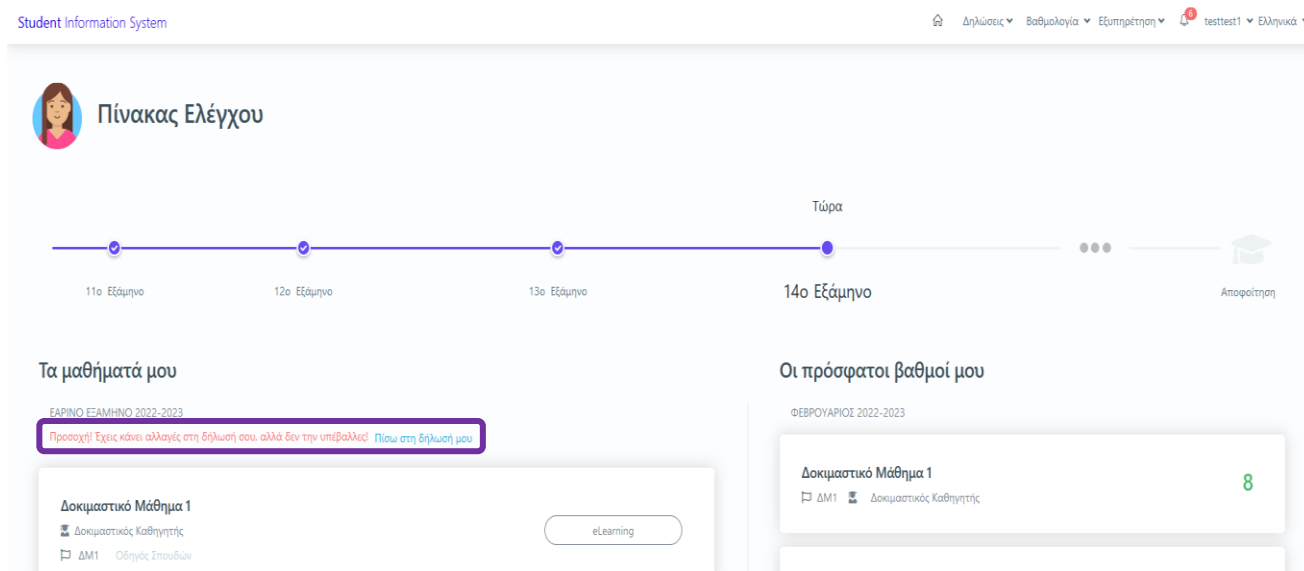 Student Information System
Δηλώσεις Βαθμολογία Εξυπηρέτηση 6 testtest1 Ελληνικά
Πίνακας Ελέγχου
Τώρα
11ο Εξάμηνο 12ο Εξάμηνο 13ο Εξάμηνο 14ο Εξάμηνο Αποφοίτηση
Τα μαθήματά μου
ΕΑΡΙΝΟ ΕΞΑΜΗΝΟ 2022-2023
Προσοχή! Έχεις κάνει αλλαγές στη δήλωσή σου, αλλά δεν την υπέβαλλες! Πίσω στη δήλωσή μου
Δοκιμαστικό Μάθημα 1
Δοκιμαστικός Καθηγητής
eLearning
ΔΜ1 Οδηγός Σπουδών
Οι πρόσφατοι βαθμοί μου
ΦΕΒΡΟΥΑΡΙΟΣ 2022-2023
Δοκιμαστικό Μάθημα 1
8
ΔΜ1 Δοκιμαστικός Καθηγητής